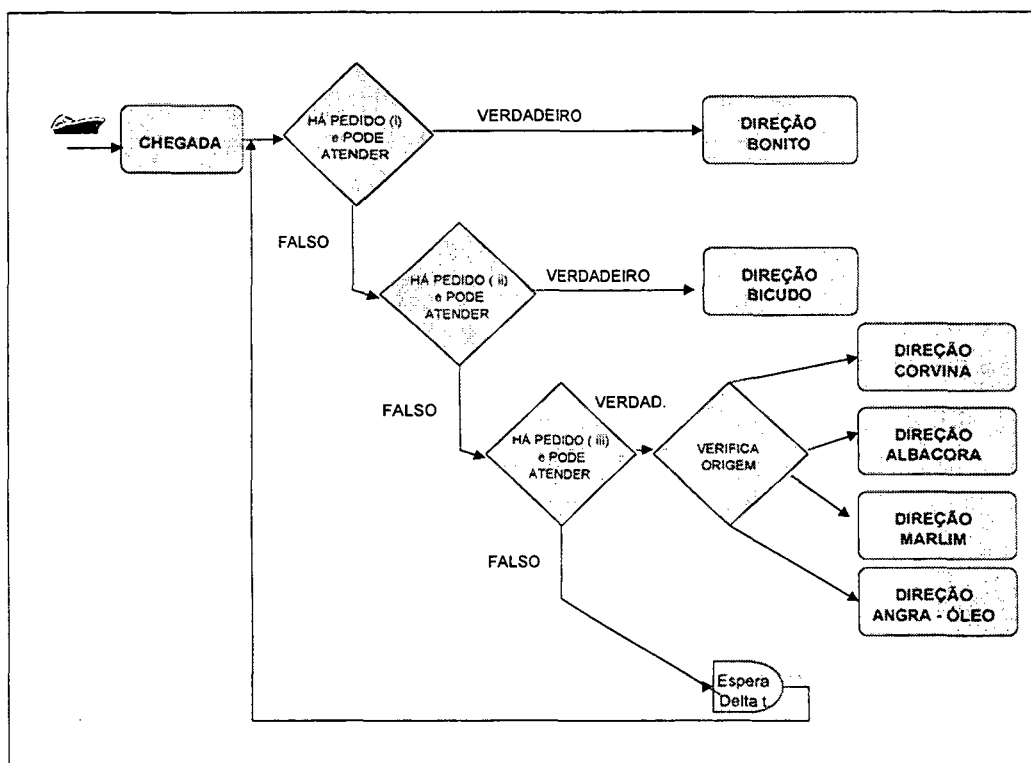 CHEGADA
HÁ PEDIDO (i)
e PODE
ATENDER
VERDADEIRO
DIREÇÃO
BONITO
FALSO
HÁ PEDIDO ( ii)
e PODE
ATENDER
VERDADEIRO
DIREÇÃO
BICUDO
FALSO
HÁ PEDIDO ( iii)
e PODE
ATENDER
VERDAD.
VERIFICA
ORIGEM
DIREÇÃO
CORVINA
DIREÇÃO
ALBACORA
DIREÇÃO
MARLIM
DIREÇÃO
ANGRA - ÓLEO
FALSO
Espera
Delta t